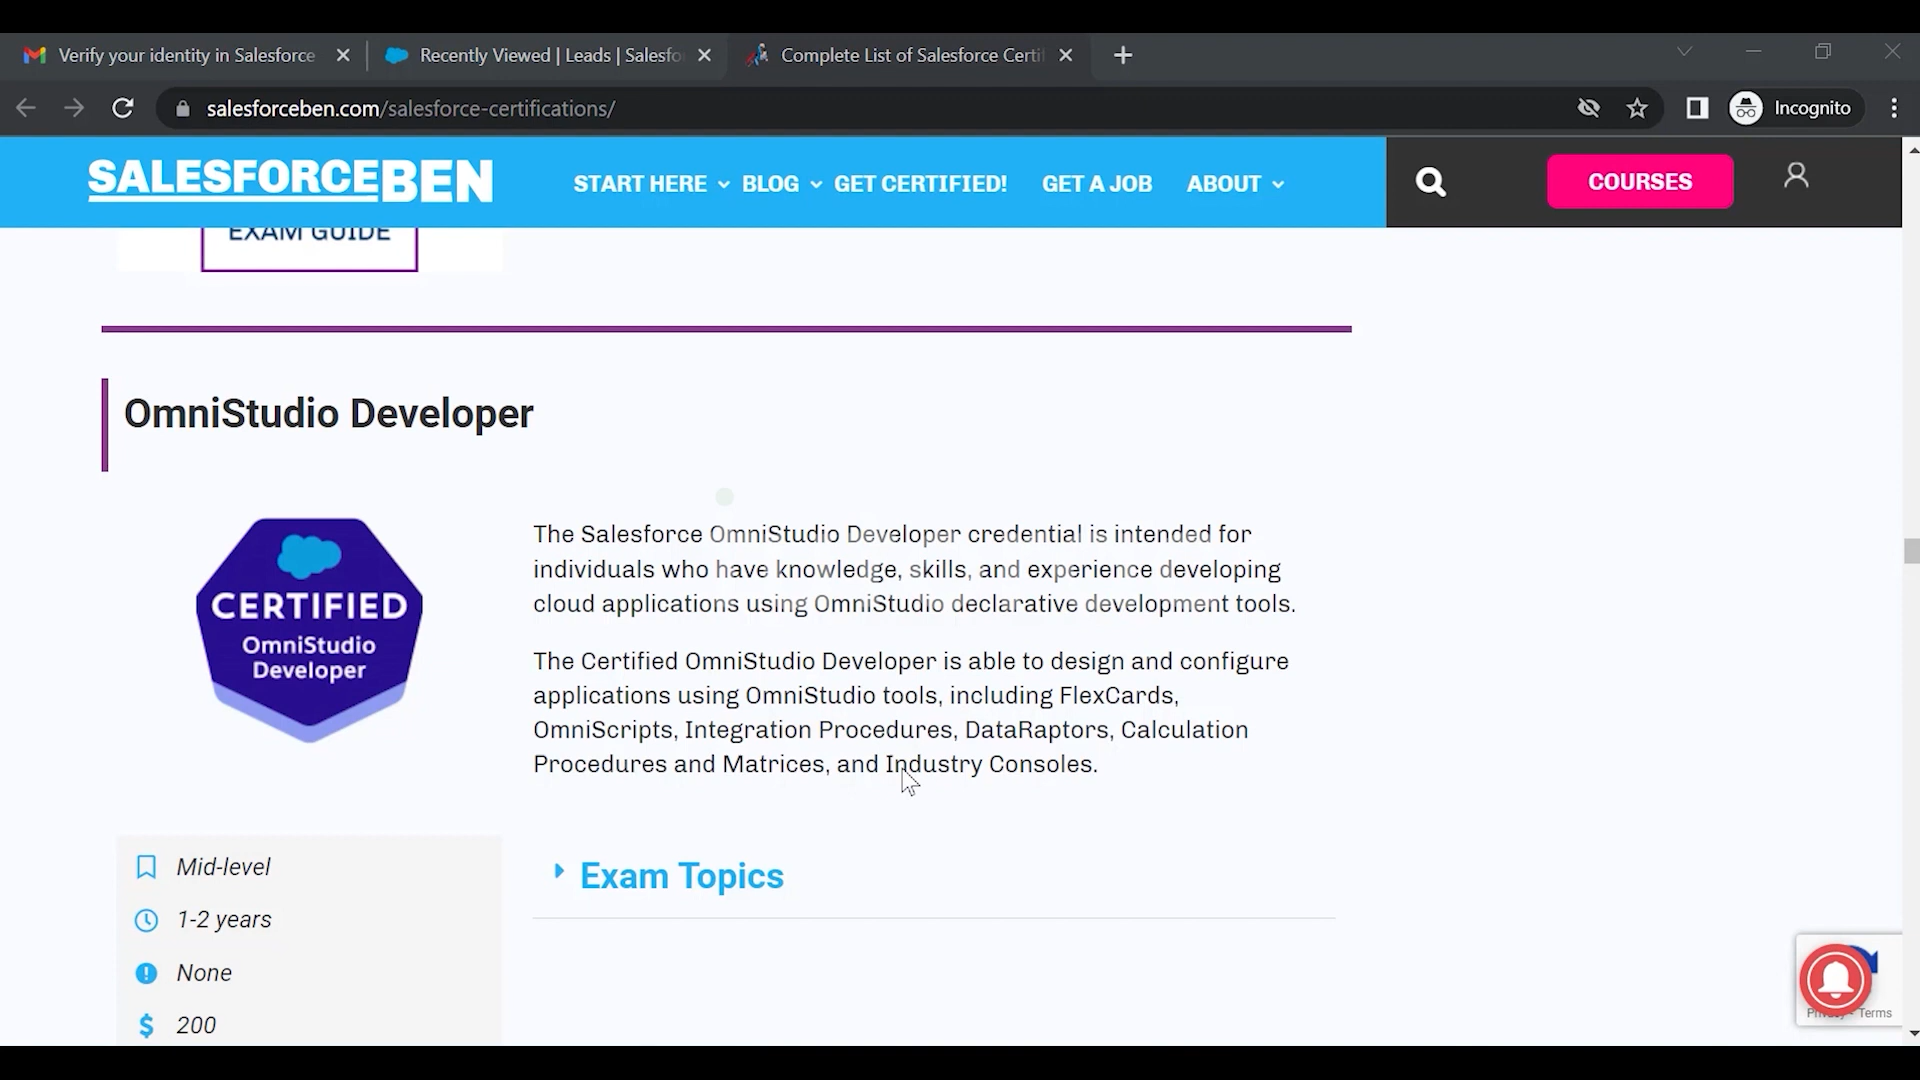 Verify your identity in Salesforce
Recently Viewed | Leads | Salesfo
Complete List of Salesforce Certi
salesforceben.com/salesforce-certifications/
Incognito
SALESFORCEBEN
START HERE
BLOG
GET CERTIFIED!
GET A JOB
ABOUT
COURSES
EXAM GUIDE
OmniStudio Developer
CERTIFIED
OmniStudio
Developer
The Salesforce OmniStudio Developer credential is intended for
individuals who have knowledge, skills, and experience developing
cloud applications using OmniStudio declarative development tools.
The Certified OmniStudio Developer is able to design and configure
applications using OmniStudio tools, including FlexCards,
OmniScripts, Integration Procedures, DataRaptors, Calculation
Procedures and Matrices, and Industry Consoles.
Mid-level
1-2 years
None
$ 200
Exam Topics
Terms